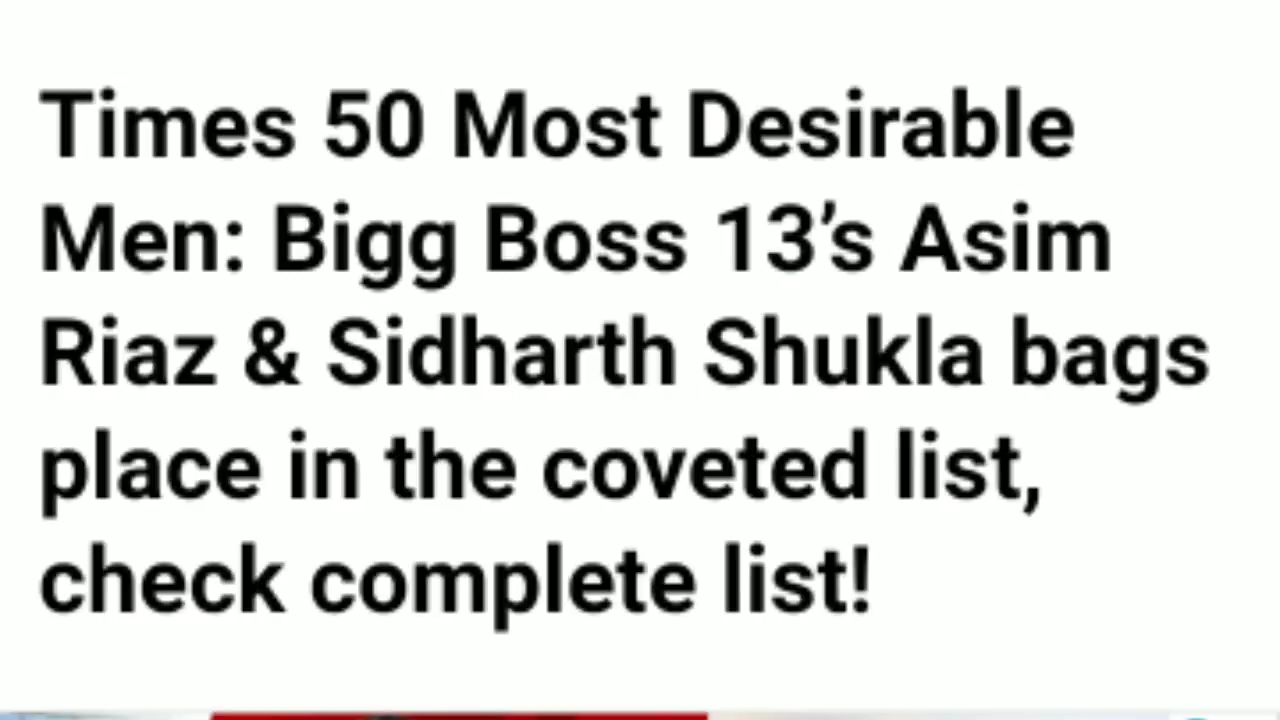 Times 50 Most Desirable
Men: Bigg Boss 13’s Asim
Riaz & Sidharth Shukla bags
place in the coveted list,
check complete list!